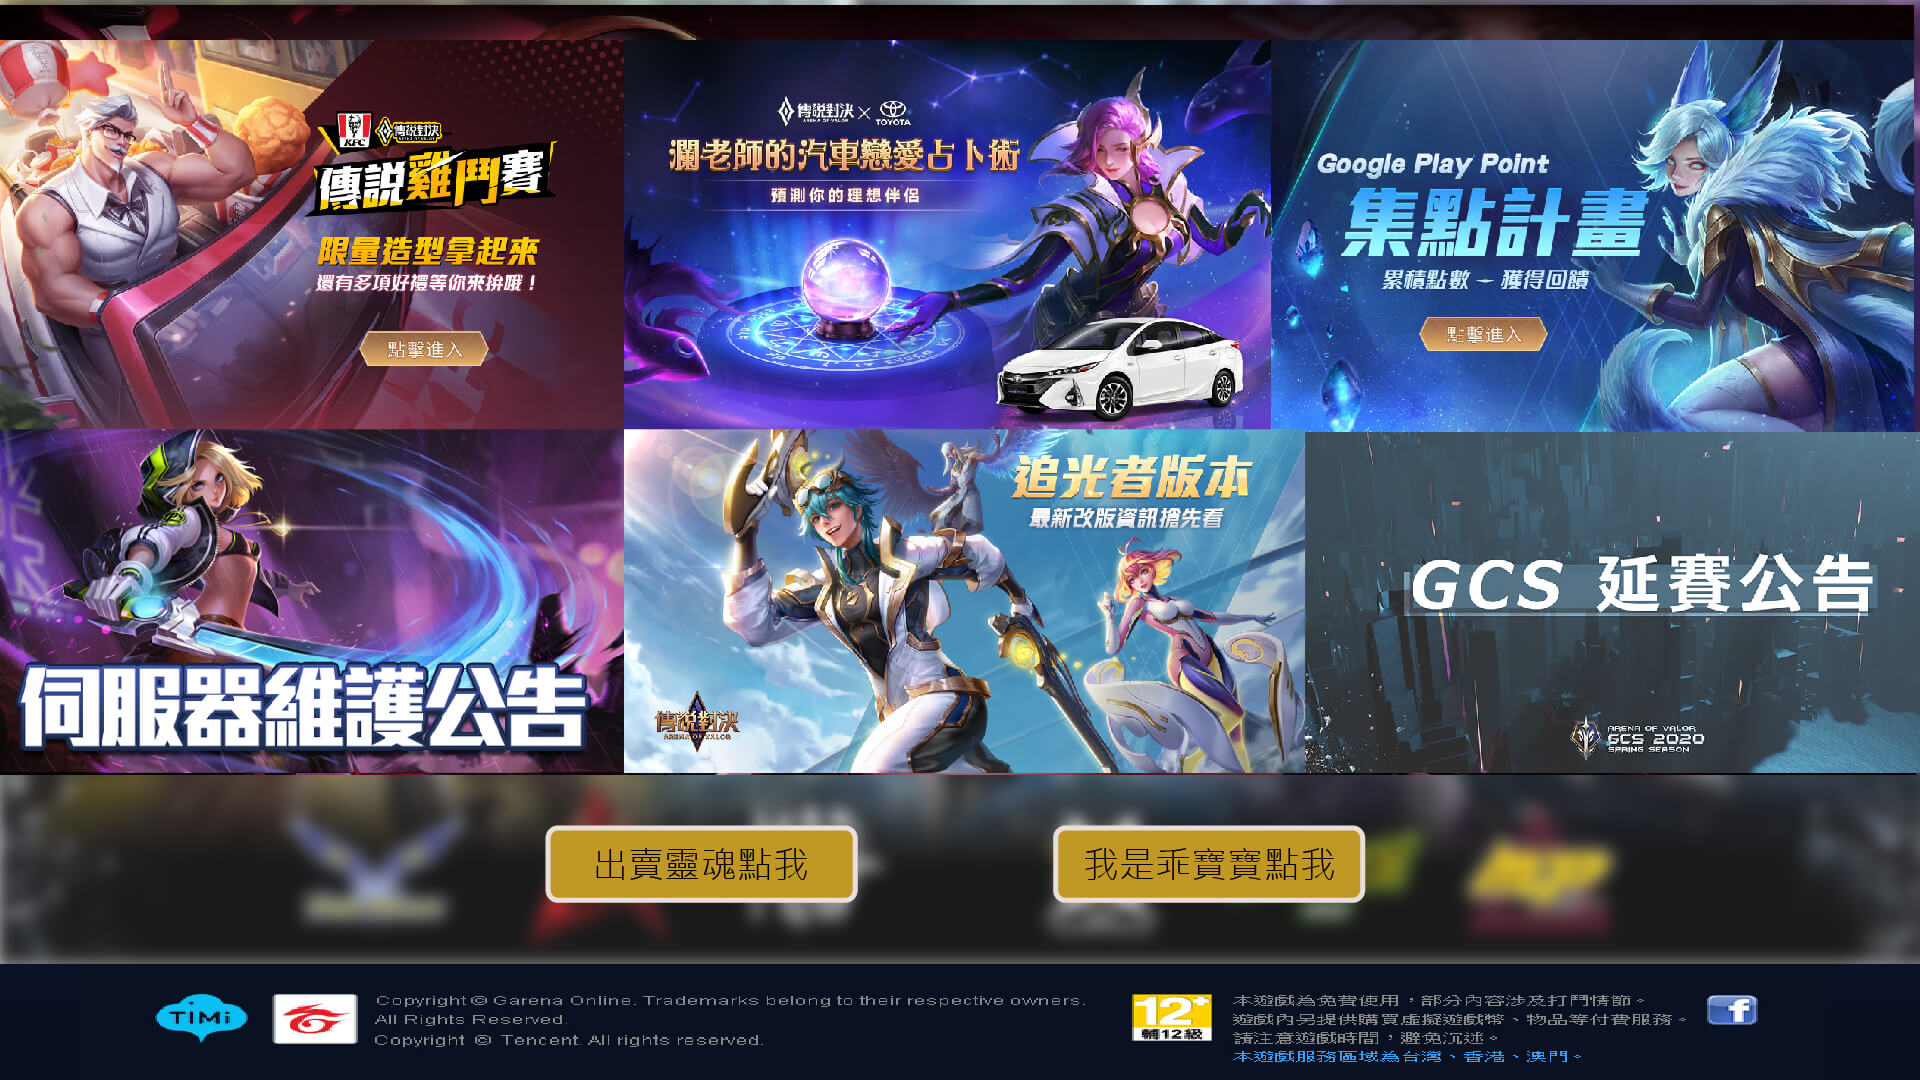 KFC
傳說對決
傳說雞鬥賽
限量造型拿起來
還有多項好禮等你來拚哦！
點擊進入
傳說對決 × TOYOTA
ARENA OF VALOR
瀾老師的汽車戀愛占卜術
預測你的理想伴侶
Google Play Point
集點計畫
累積點數 – 獲得回饋
點擊進入
伺服器維護公告
追光者版本
最新改版資訊搶先看
傳說對決
ARENA OF VALOR
GCS 延賽公告
ARENA OF VALOR
GCS 2020
SPRING SEASON
出賣靈魂點我
我是乖寶寶點我
TiMi
Copyright © Garena Online. Trademarks belong to their respective owners.
All Rights Reserved.
Copyright © Tencent. All rights reserved.
12+
輔12級
本遊戲為免費使用，部分內容涉及打鬥情節。
遊戲內另提供購買虛擬遊戲幣、物品等付費服務。
請注意遊戲時間，避免沉迷。
本遊戲服務區域為台灣、香港、澳門。
f